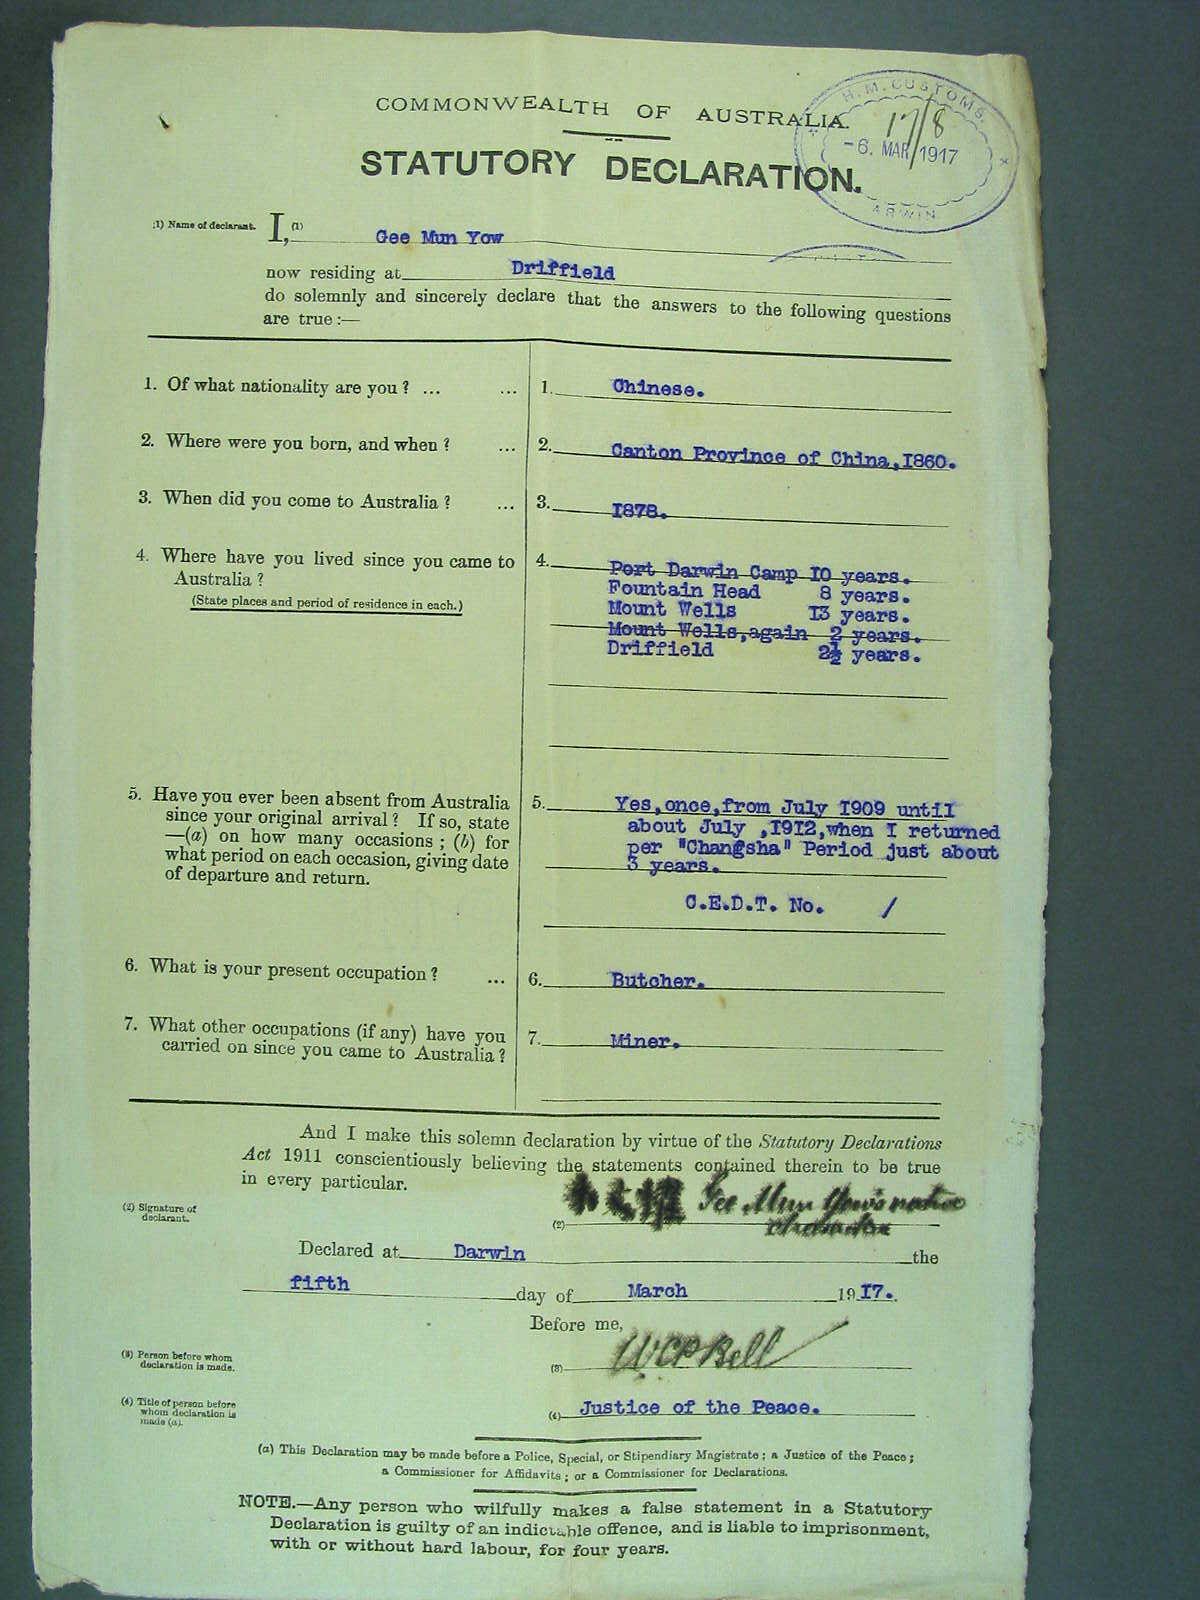 COMMONWEALTH OF AUSTRALIA.
STATUTORY DECLARATION.
H. M. CUSTOMS.
17/8
-6. MAR 1917
ARWIN
(1) Name of declarant. I, (1) Gee Mun Yow
now residing at Driffield
do solemnly and sincerely declare that the answers to the following questions
are true :—
1. Of what nationality are you ? ... ... 1. Chinese.
2. Where were you born, and when ? ... 2. Canton Province of China,1860.
3. When did you come to Australia ? ... 3. 1878.
4. Where have you lived since you came to
Australia ?
(State places and period of residence in each.)
4. Port Darwin Camp 10 years.
Fountain Head 8 years.
Mount Wells 13 years.
Mount Wells,again 2 years.
Driffield 2½ years.
5. Have you ever been absent from Australia
since your original arrival ? If so, state
—(a) on how many occasions ; (b) for
what period on each occasion, giving date
of departure and return.
5. Yes,once,from July 1909 until
about July ,1912,when I returned
per "Changsha" Period just about
3 years.
C.E.D.T. No. /
6. What is your present occupation ? ... 6. Butcher.
7. What other occupations (if any) have you
carried on since you came to Australia ?
7. Miner.
And I make this solemn declaration by virtue of the Statutory Declarations
Act 1911 conscientiously believing the statements contained therein to be true
in every particular.
(2) Signature of
declarant.
(2) Gee Mun Yow's native
character
Declared at Darwin the
fifth day of March 1917.
Before me,
(3) Person before whom
declaration is made.
(3) W.C.P. Bell
(4) Title of person before
whom declaration is
made (a).
(4) Justice of the Peace.
(a) This Declaration may be made before a Police, Special, or Stipendiary Magistrate ; a Justice of the Peace ;
a Commissioner for Affidavits ; or a Commissioner for Declarations.
NOTE.—Any person who wilfully makes a false statement in a Statutory
Declaration is guilty of an indictable offence, and is liable to imprisonment,
with or without hard labour, for four years.